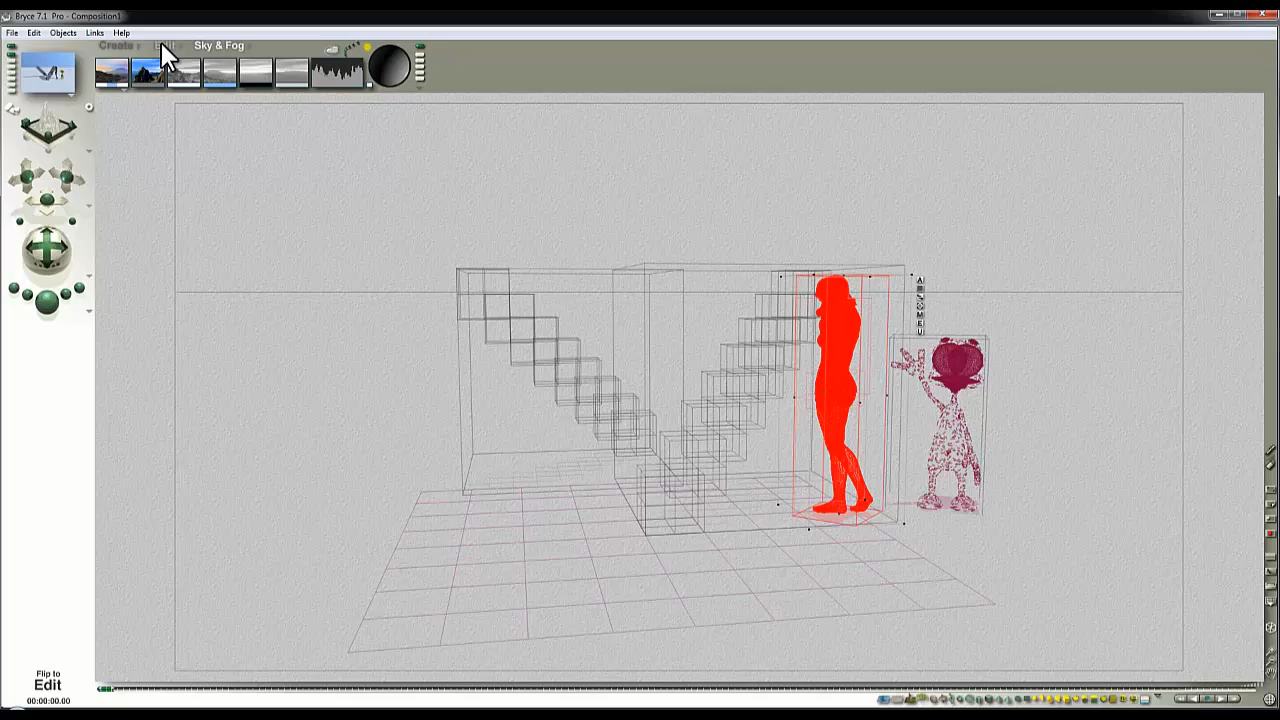 Bryce 7.1 Pro - Composition1
File Edit Objects Links Help
Create Edit Sky & Fog
A
M
E
U
Flip to
Edit
00:00:00.00